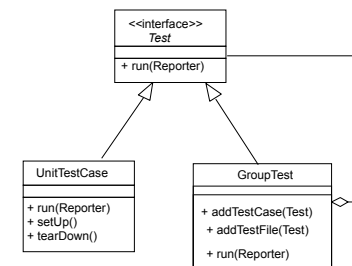 <<interface>>
Test
+ run(Reporter)
UnitTestCase
+ run(Reporter)
+ setUp()
+ tearDown()
GroupTest
+ addTestCase(Test)
+ addTestFile(Test)
+ run(Reporter)